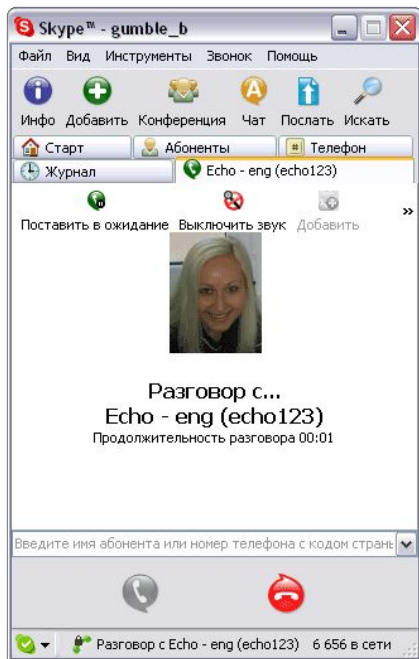 Skype™ - gumble_b
Файл Вид Инструменты Звонок Помощь
Инфо Добавить Конференция Чат Послать Искать
Старт Абоненты Телефон
Журнал Echo - eng (echo123)
Поставить в ожидание Выключить звук Добавить »
Разговор с...
Echo - eng (echo123)
Продолжительность разговора 00:01
Введите имя абонента или номер телефона с кодом
Разговор с Echo - eng (echo123) 6 656 в сети